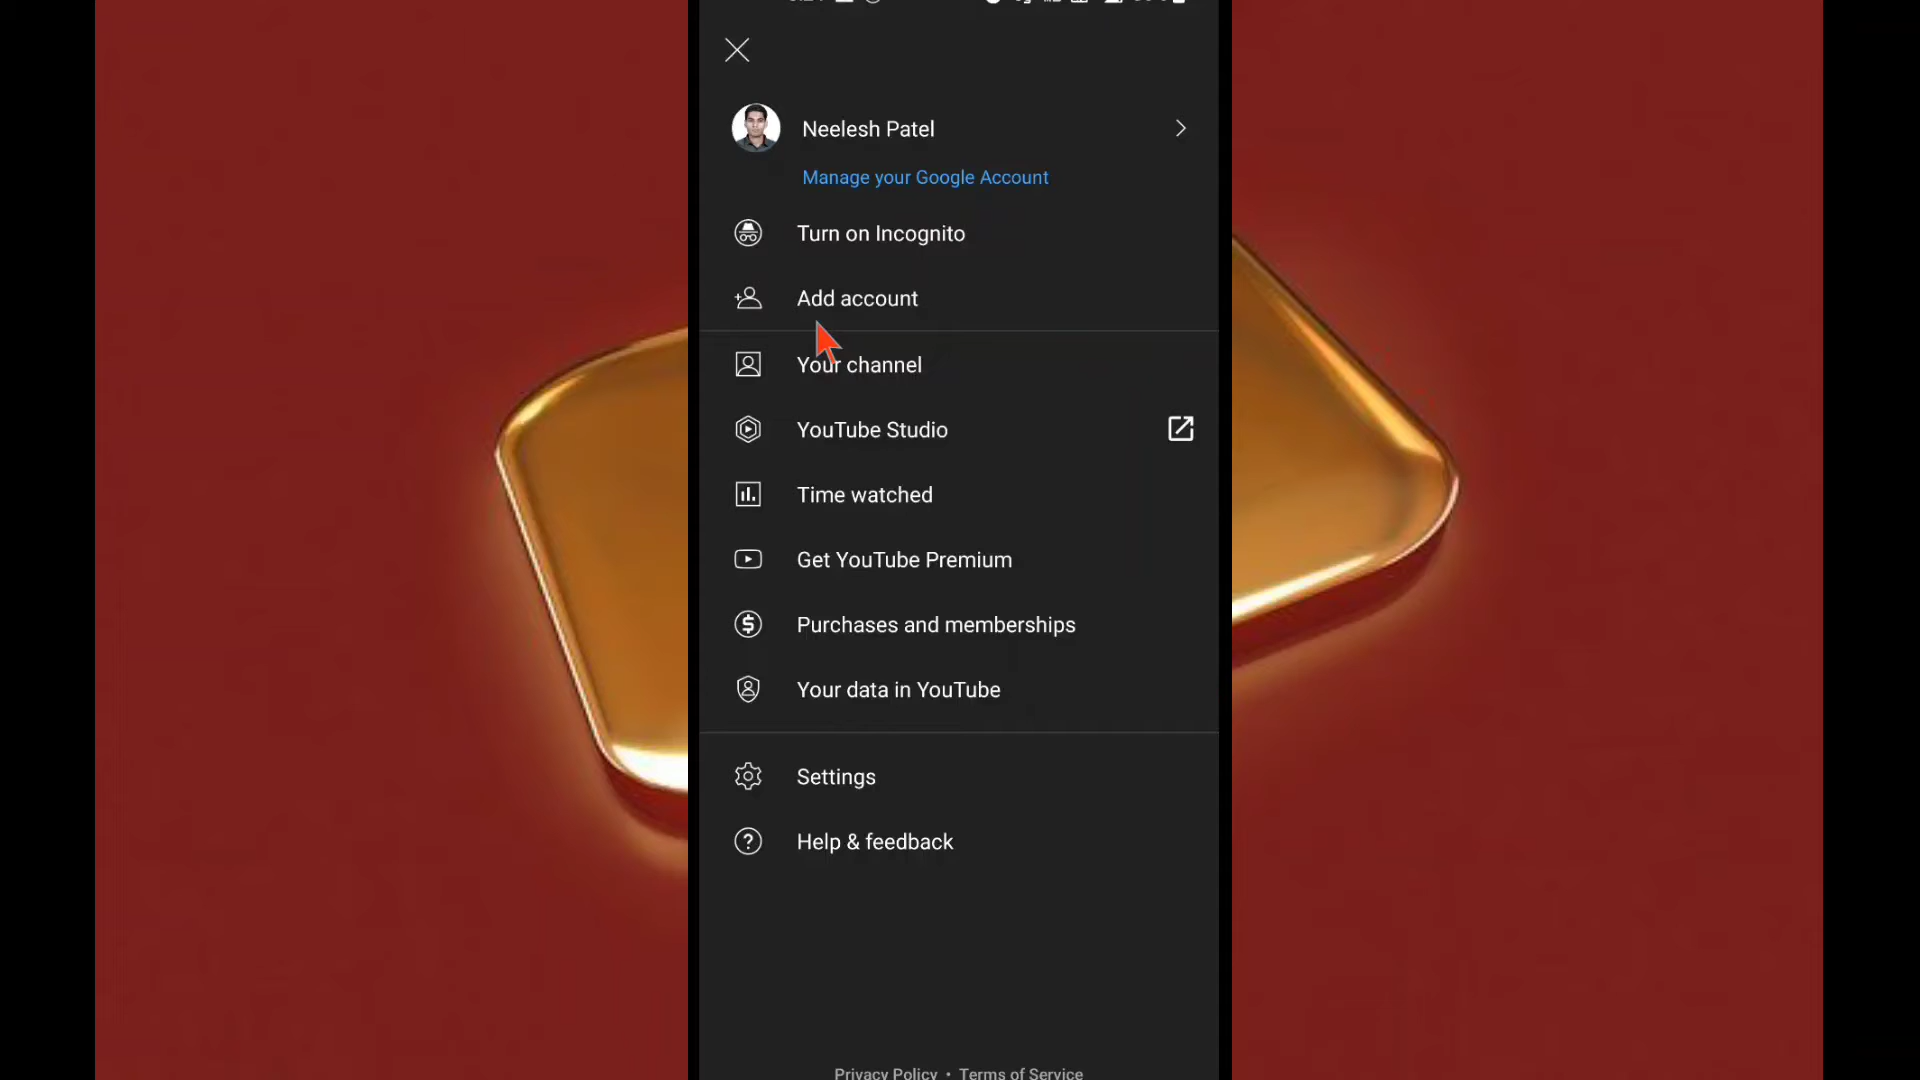 Neelesh Patel
Manage your Google Account
Turn on Incognito
Add account
Your channel
YouTube Studio
Time watched
Get YouTube Premium
Purchases and memberships
Your data in YouTube
Settings
Help & feedback
Privacy Policy • Terms of Service